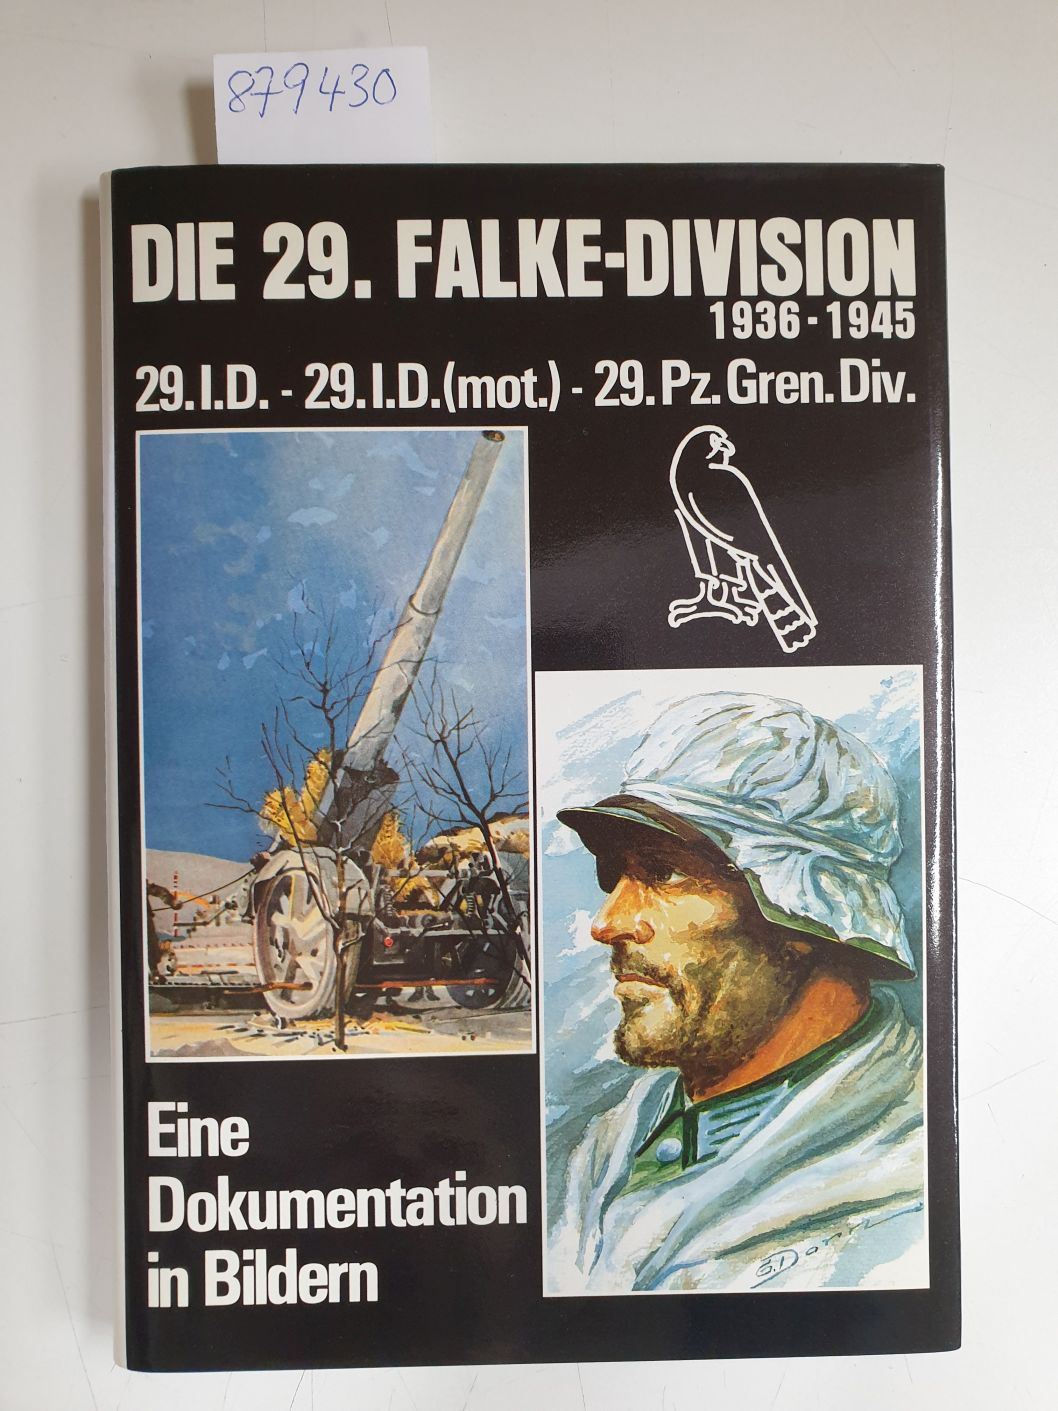 879430
DIE 29. FALKE-DIVISION
1936-1945
29.I.D. - 29.I.D.(mot.) - 29.Pz.Gren.Div.
Eine
Dokumentation
in Bildern